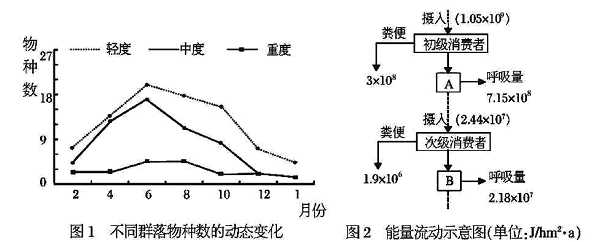 物种数
27
18
9
0
轻度 中度 重度
2 4 6 8 10 12 1
月份
图1 不同群落物种数的动态变化
摄入 (1.05×10⁹)
粪便 初级消费者
3×10⁸
A 呼吸量
7.15×10⁸
摄入 (2.44×10⁷)
粪便 次级消费者
1.9×10⁶
B 呼吸量
2.18×10⁷
图2 能量流动示意图(单位:J/hm²·a)